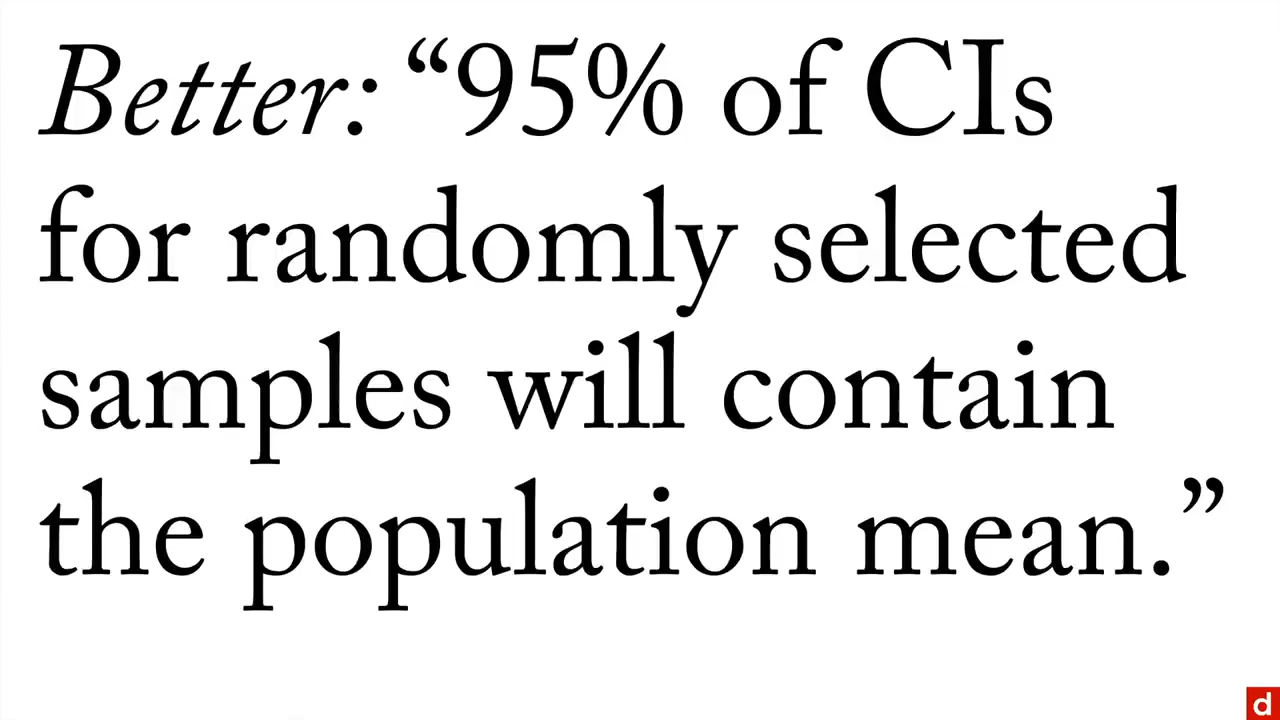 Better: “95% of CIs
for randomly selected
samples will contain
the population mean.”
d